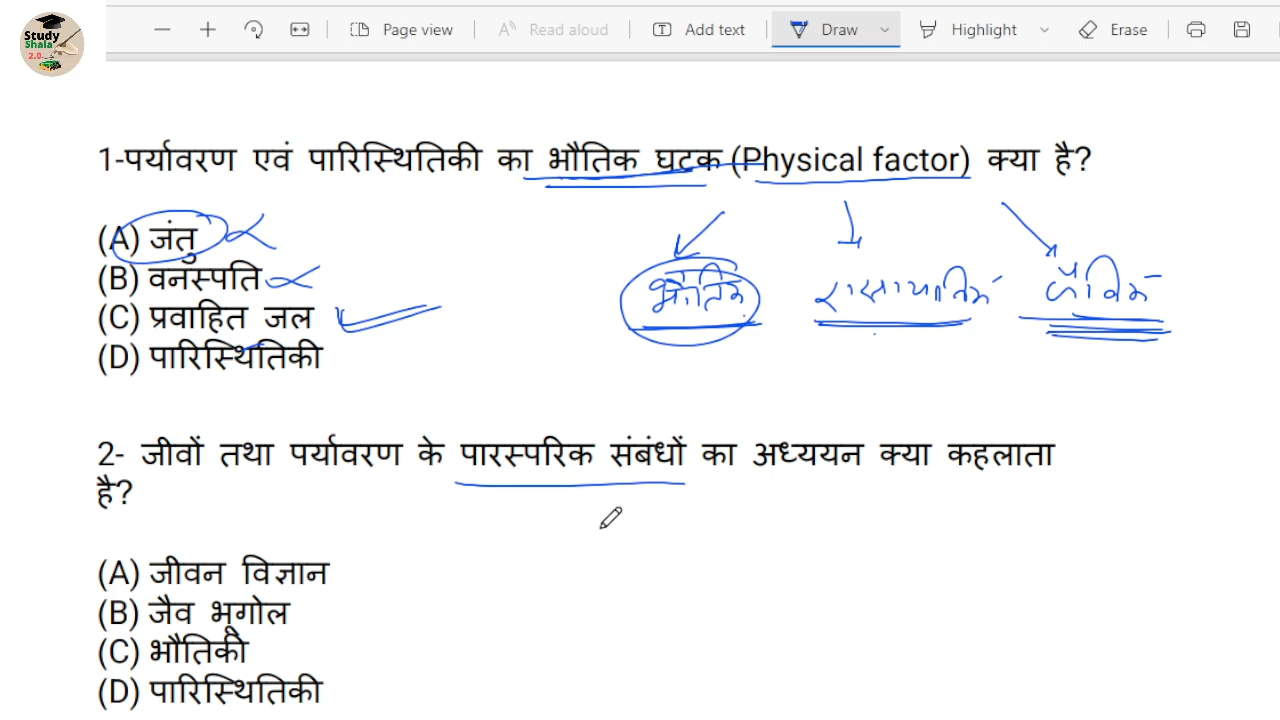 Study
Shala
2.0
Page view
Read aloud
Add text
Draw
Highlight
Erase
1-पर्यावरण एवं पारिस्थितिकी का भौतिक घटक (Physical factor) क्या है?
(A) जंतु
(B) वनस्पति
(C) प्रवाहित जल
(D) पारिस्थितिकी
भौतिक रासायनिक जैविक
2- जीवों तथा पर्यावरण के पारस्परिक संबंधों का अध्ययन क्या कहलाता
है?
(A) जीवन विज्ञान
(B) जैव भूगोल
(C) भौतिकी
(D) पारिस्थितिकी